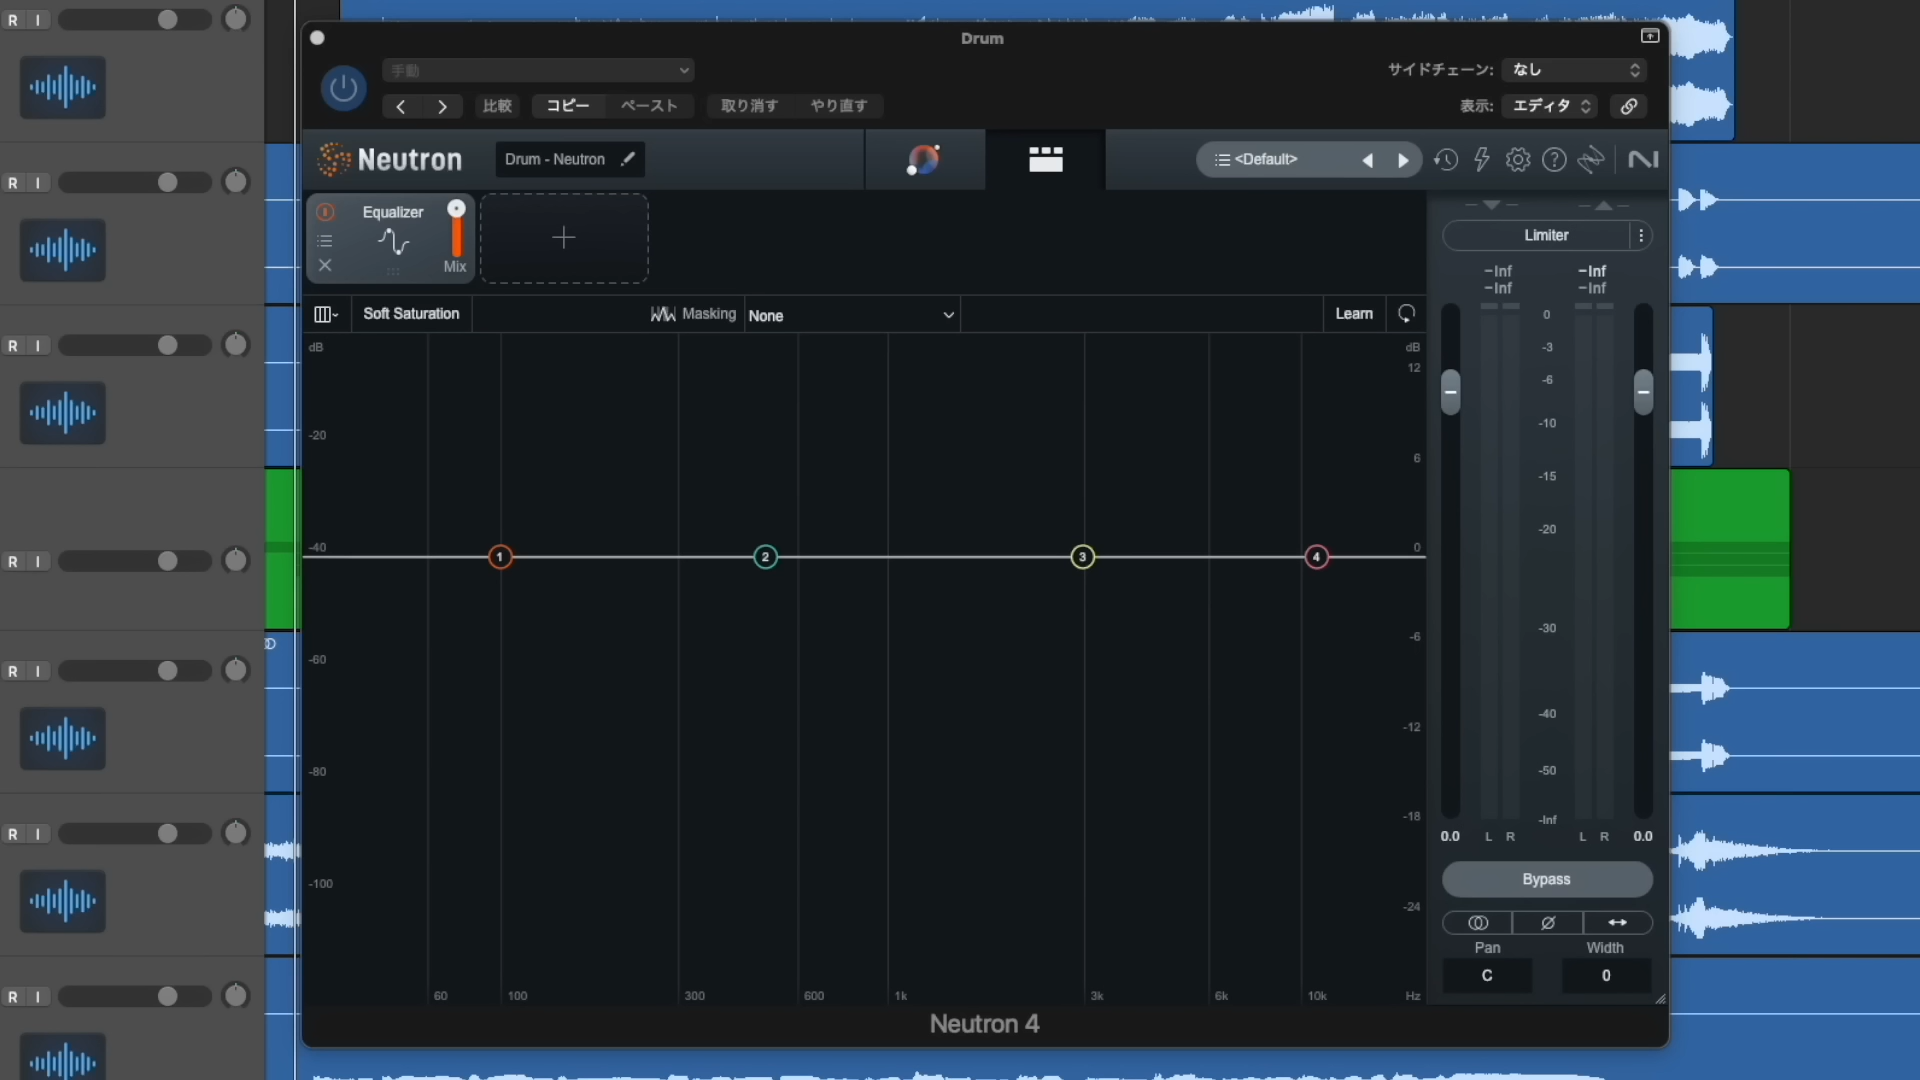 Drum
手動
サイドチェーン: なし
比較 コピー ペースト 取り消す やり直す
表示: エディタ
Neutron
Drum - Neutron
<Default>
Equalizer
Mix
Limiter
-Inf -Inf
-Inf -Inf
Soft Saturation
Masking
None
Learn
dB
-20
-40
-60
-80
-100
dB
12
6
0
-6
-12
-18
-24
1 2 3 4
60 100 300 600 1k 3k 6k 10k Hz
0
-3
-6
-10
-15
-20
-30
-40
-50
-Inf
0.0 L R L R 0.0
Bypass
Pan Width
C 0
Neutron 4
R I
R I
R I
R I
R I
R I
R I